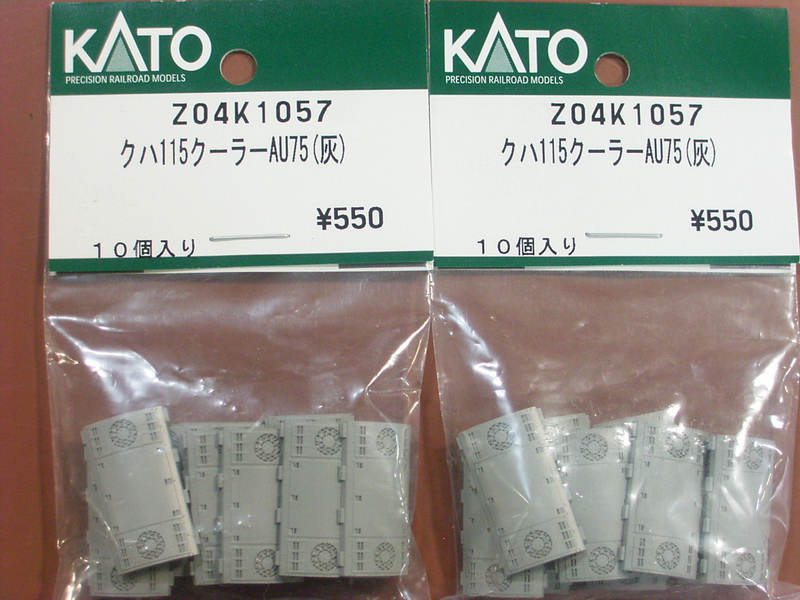 KATO
PRECISION RAILROAD MODELS
Z04K1057
クハ115クーラーAU75(灰)
¥550
10個入り
KATO
PRECISION RAILROAD MODELS
Z04K1057
クハ115クーラーAU75(灰)
¥550
10個入り